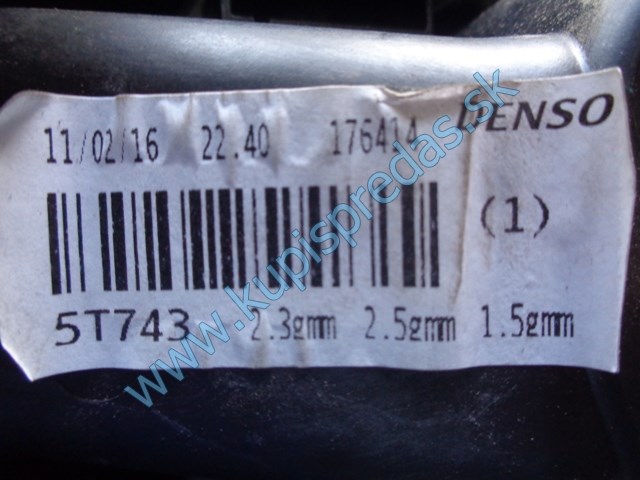 DENSO
11/02/16 22.40 176414
(1)
5T743 2.3gmm 2.5gmm 1.5gmm
www.kupispredas.sk